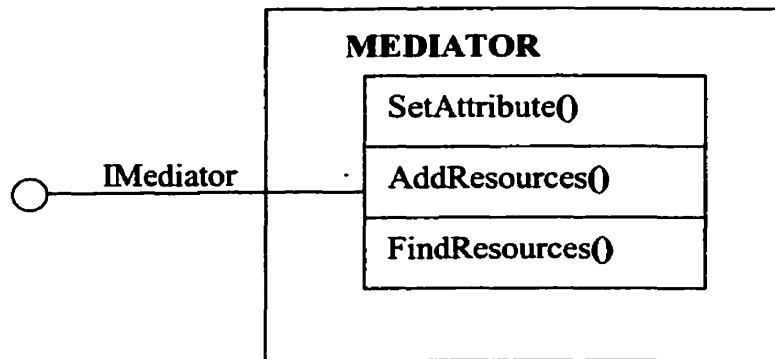 MEDIATOR
SetAttribute()
IMediator
AddResources()
FindResources()